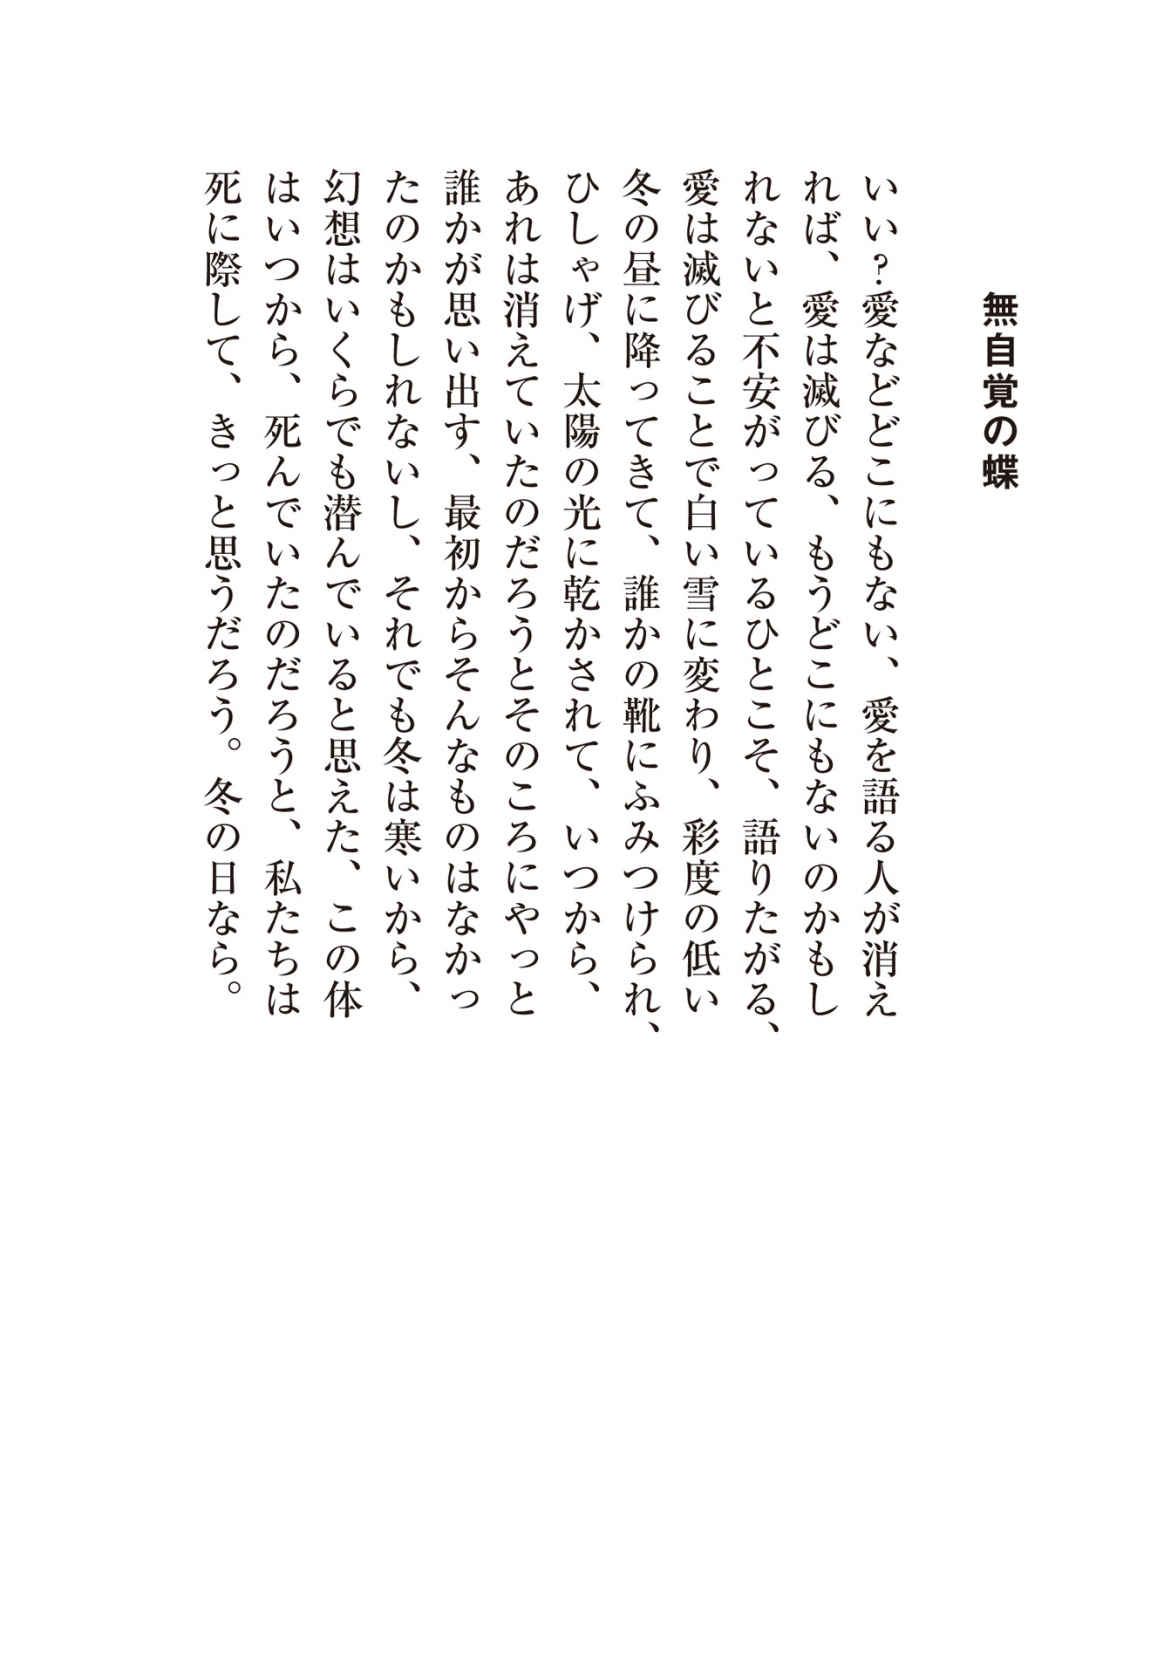 無自覚の蝶
いい?愛などどこにもない、愛を語る人が消え
れば、愛は滅びる、もうどこにもないのかもし
れないと不安がっているひとこそ、語りたがる、
愛は滅びることで白い雪に変わり、彩度の低い
冬の昼に降ってきて、誰かの靴にふみつけられ、
ひしゃげ、太陽の光に乾かされて、いつから、
あれは消えていたのだろうとそのころにやっと
誰かが思い出す、最初からそんなものはなかっ
たのかもしれないし、それでも冬は寒いから、
幻想はいくらでも潜んでいると思えた、この体
はいつから、死んでいたのだろうと、私たちは
死に際して、きっと思うだろう。冬の日なら。